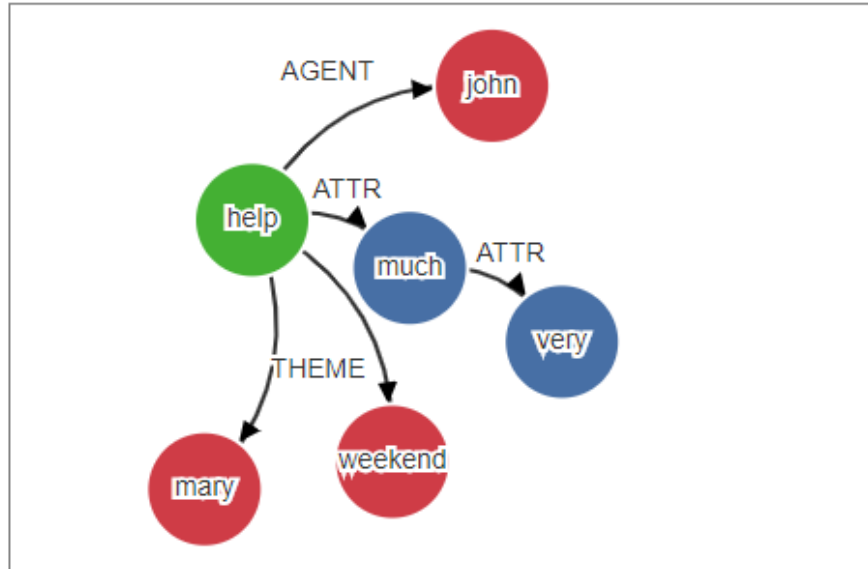 AGENT
john
ATTR
help
much
ATTR
very
THEME
weekend
mary